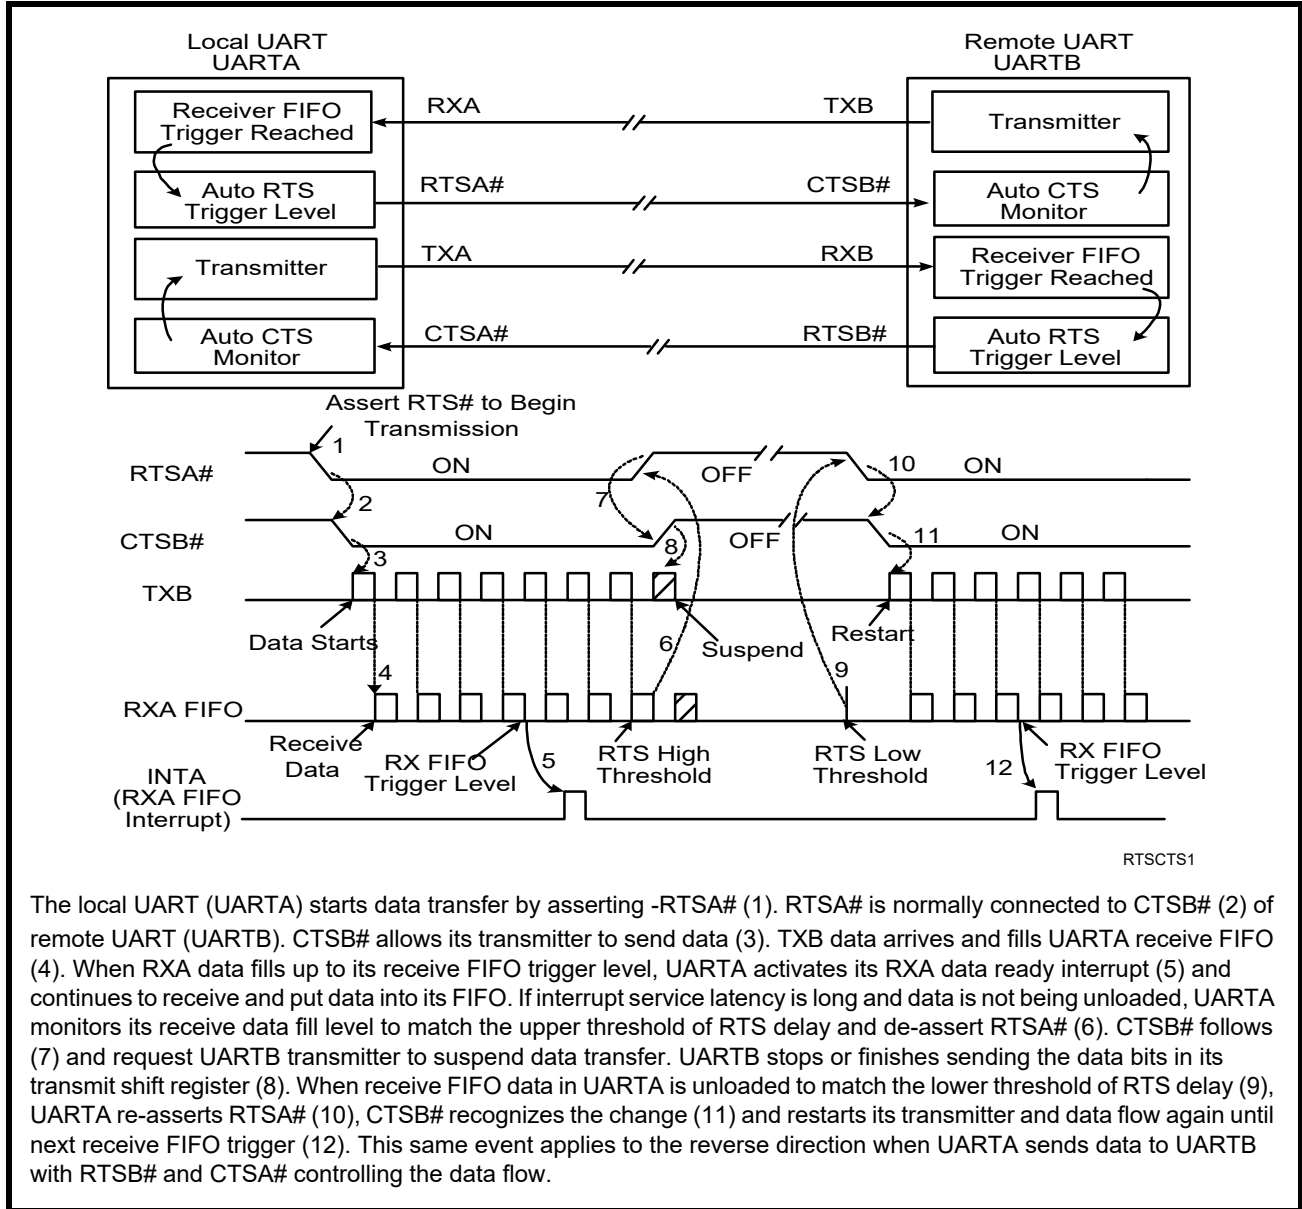 Local UART
UARTA
Remote UART
UARTB
Receiver FIFO
Trigger Reached
RXA
TXB
Transmitter
Auto RTS
Trigger Level
RTSA#
CTSB#
Auto CTS
Monitor
Transmitter
TXA
RXB
Receiver FIFO
Trigger Reached
Auto CTS
Monitor
CTSA#
RTSB#
Auto RTS
Trigger Level
Assert RTS# to Begin
Transmission
1
RTSA#
ON
OFF
10
ON
2
7
CTSB#
ON
8
OFF
11
ON
3
TXB
Data Starts
6
Suspend
Restart
4
9
RXA FIFO
Receive
Data
RX FIFO
Trigger Level
5
RTS High
Threshold
RTS Low
Threshold
12
RX FIFO
Trigger Level
INTA
(RXA FIFO
Interrupt)
RTSCTS1
The local UART (UARTA) starts data transfer by asserting -RTSA# (1). RTSA# is normally connected to CTSB# (2) of
remote UART (UARTB). CTSB# allows its transmitter to send data (3). TXB data arrives and fills UARTA receive FIFO
(4). When RXA data fills up to its receive FIFO trigger level, UARTA activates its RXA data ready interrupt (5) and
continues to receive and put data into its FIFO. If interrupt service latency is long and data is not being unloaded, UARTA
monitors its receive data fill level to match the upper threshold of RTS delay and de-assert RTSA# (6). CTSB# follows
(7) and request UARTB transmitter to suspend data transfer. UARTB stops or finishes sending the data bits in its
transmit shift register (8). When receive FIFO data in UARTA is unloaded to match the lower threshold of RTS delay (9),
UARTA re-asserts RTSA# (10), CTSB# recognizes the change (11) and restarts its transmitter and data flow again until
next receive FIFO trigger (12). This same event applies to the reverse direction when UARTA sends data to UARTB
with RTSB# and CTSA# controlling the data flow.